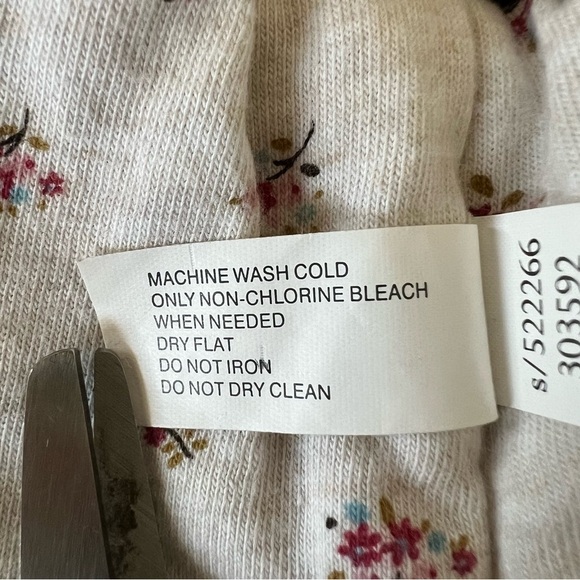 MACHINE WASH COLD
ONLY NON-CHLORINE BLEACH
WHEN NEEDED
DRY FLAT
DO NOT IRON
DO NOT DRY CLEAN
s/522266
303592